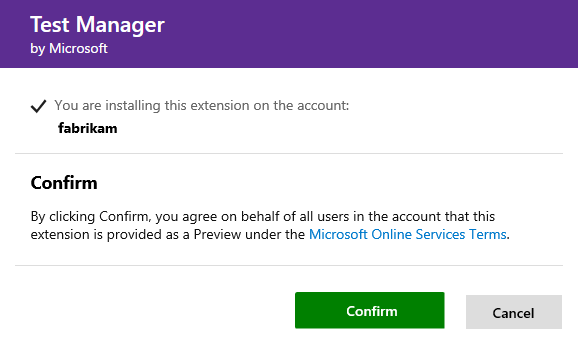 Test Manager
by Microsoft
You are installing this extension on the account:
fabrikam
Confirm
By clicking Confirm, you agree on behalf of all users in the account that this
extension is provided as a Preview under the Microsoft Online Services Terms.
Confirm
Cancel